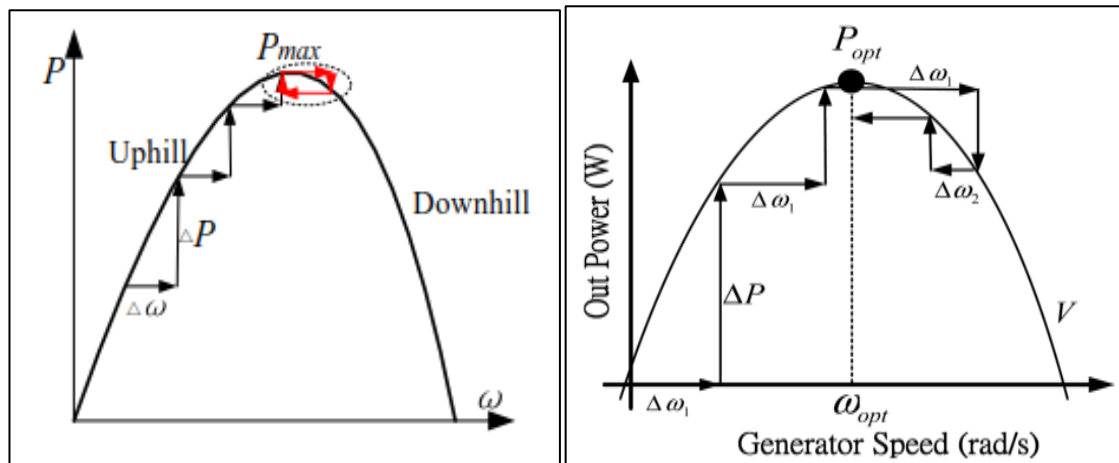 P
Pmax
Uphill
Downhill
△P
△ω
ω
Popt
Δω1
Δω1
Δω2
ΔP
Out Power (W)
V
Δω1
ωopt
Generator Speed (rad/s)